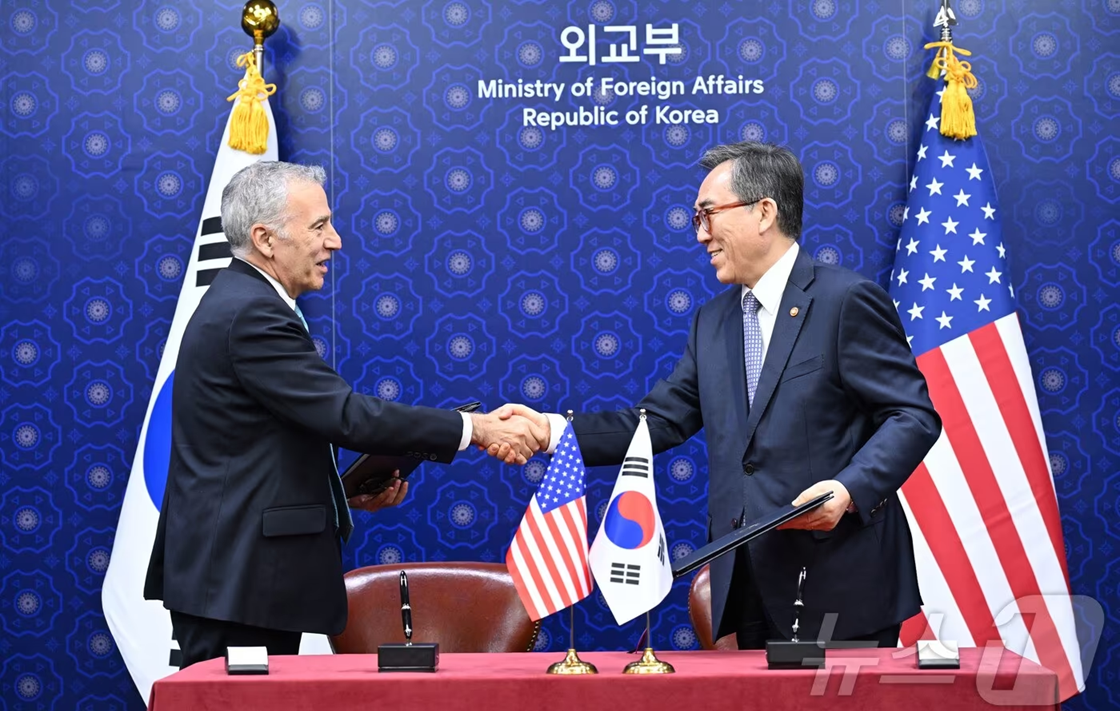 외교부
Ministry of Foreign Affairs
Republic of Korea
뉴스1